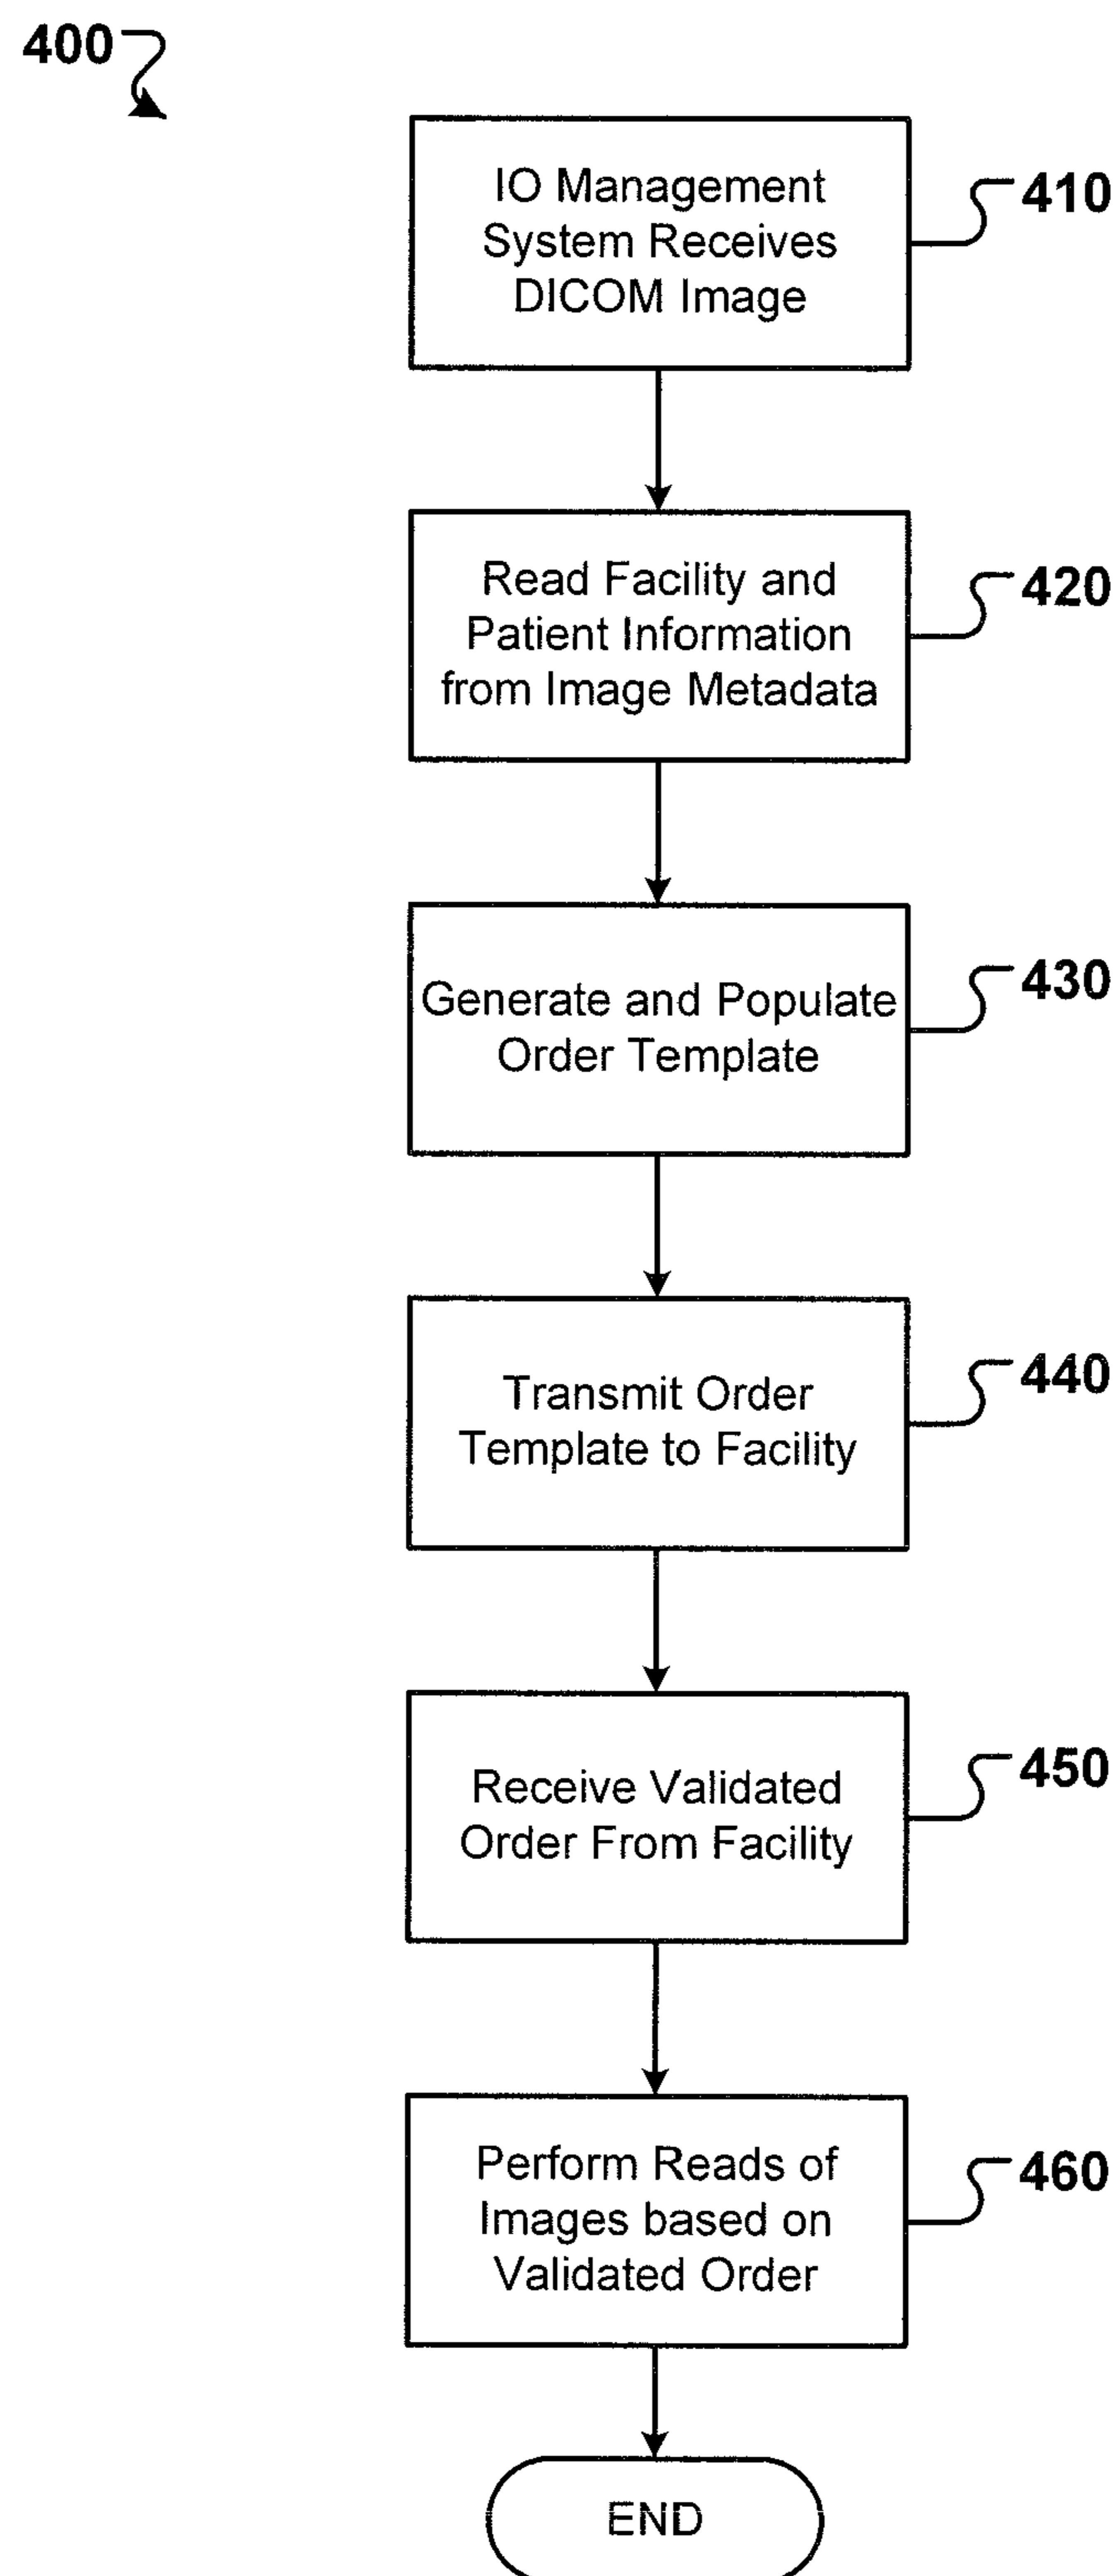 400
IO Management
System Receives
DICOM Image
410
Read Facility and
Patient Information
from Image Metadata
420
Generate and Populate
Order Template
430
Transmit Order
Template to Facility
440
Receive Validated
Order From Facility
450
Perform Reads of
Images based on
Validated Order
460
END